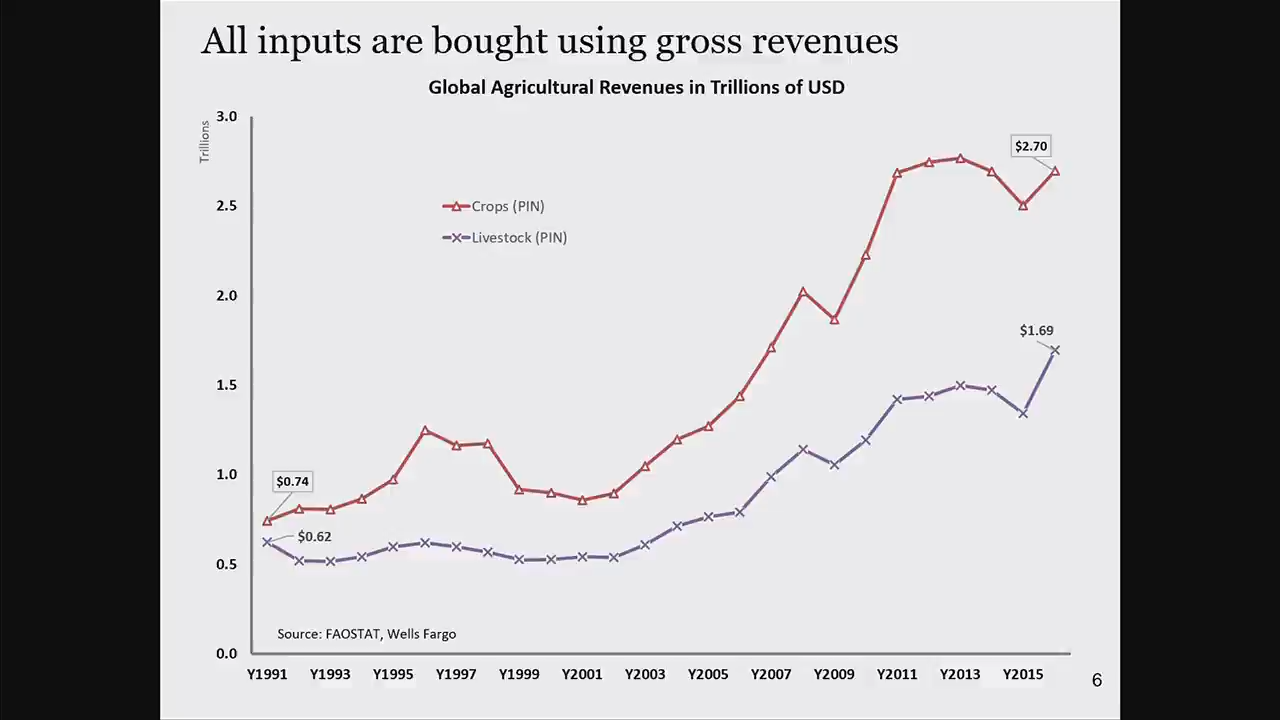 All inputs are bought using gross revenues
Global Agricultural Revenues in Trillions of USD
Trillions
3.0
2.5
2.0
1.5
1.0
0.5
0.0
Crops (PIN)
Livestock (PIN)
$2.70
$1.69
$0.74
$0.62
Source: FAOSTAT, Wells Fargo
Y1991 Y1993 Y1995 Y1997 Y1999 Y2001 Y2003 Y2005 Y2007 Y2009 Y2011 Y2013 Y2015
6